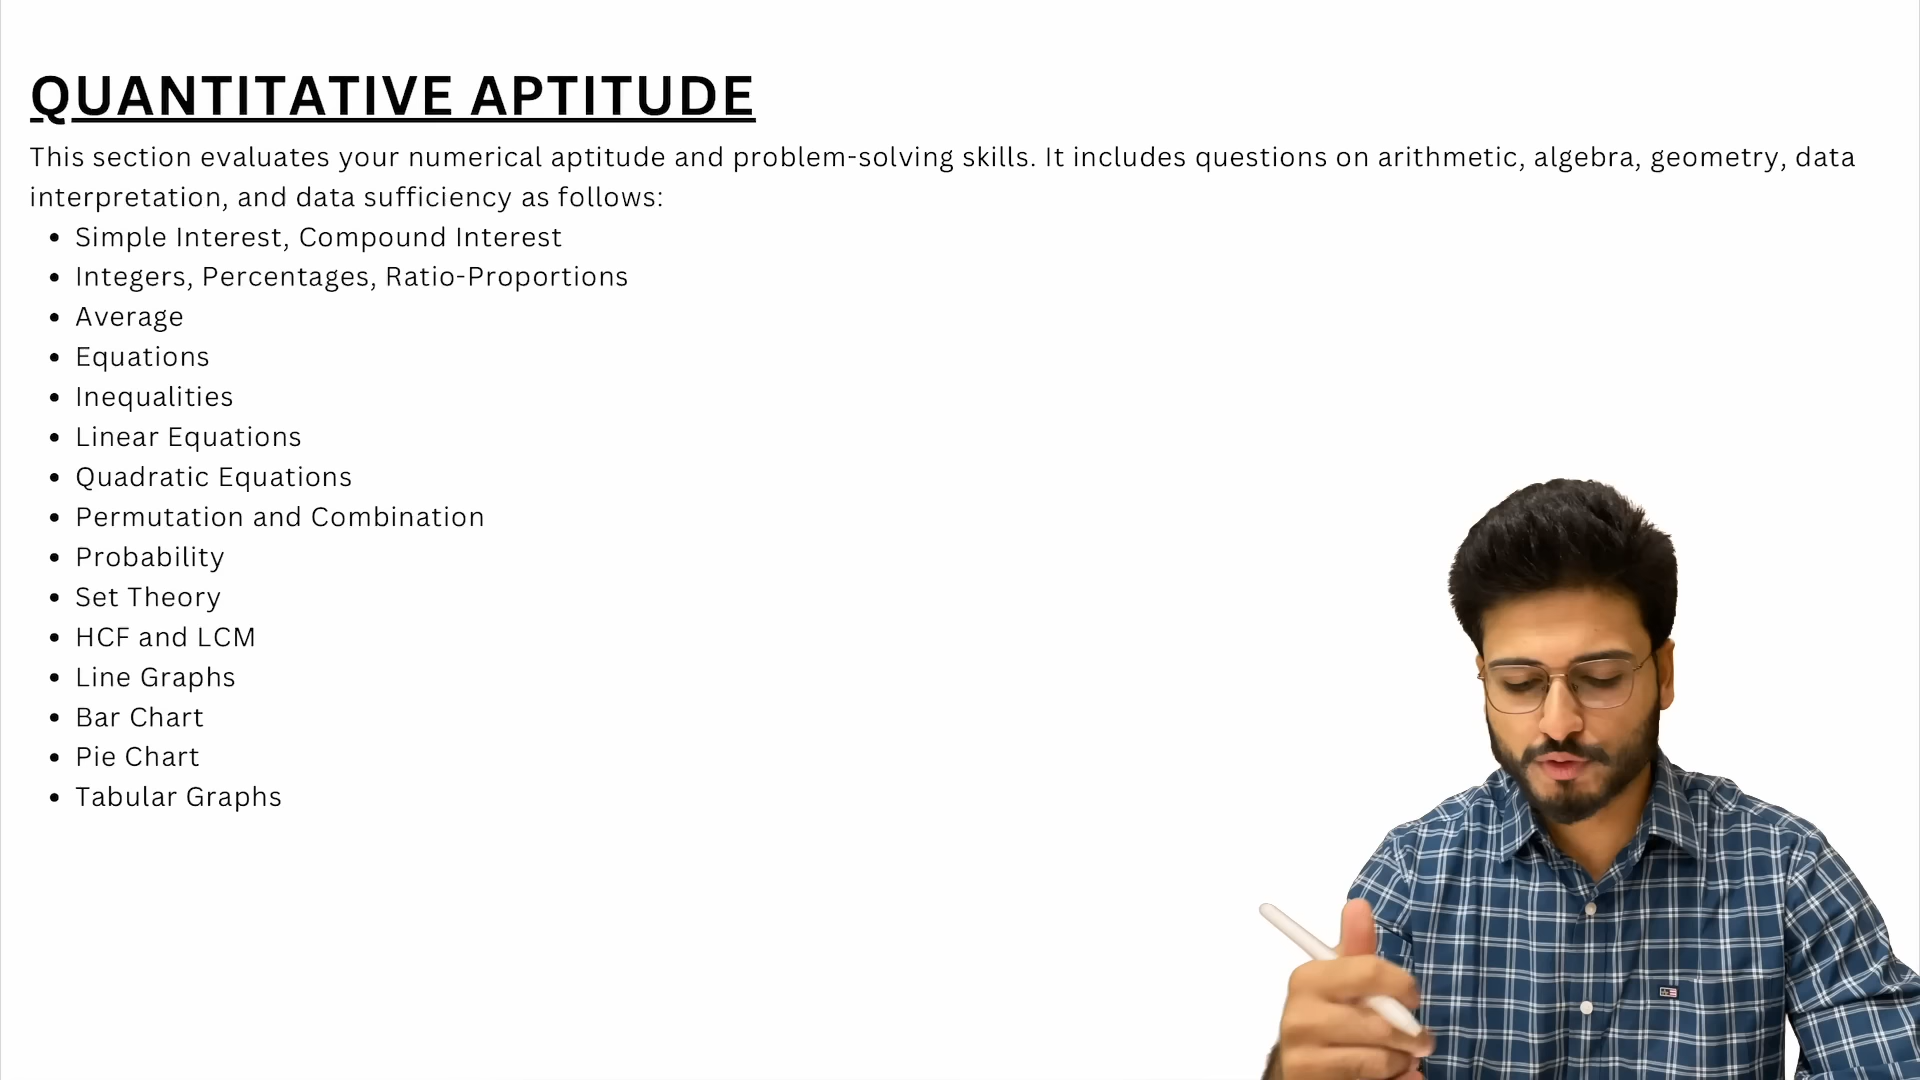 QUANTITATIVE APTITUDE
This section evaluates your numerical aptitude and problem-solving skills. It includes questions on arithmetic, algebra, geometry, data
interpretation, and data sufficiency as follows:
• Simple Interest, Compound Interest
• Integers, Percentages, Ratio-Proportions
• Average
• Equations
• Inequalities
• Linear Equations
• Quadratic Equations
• Permutation and Combination
• Probability
• Set Theory
• HCF and LCM
• Line Graphs
• Bar Chart
• Pie Chart
• Tabular Graphs